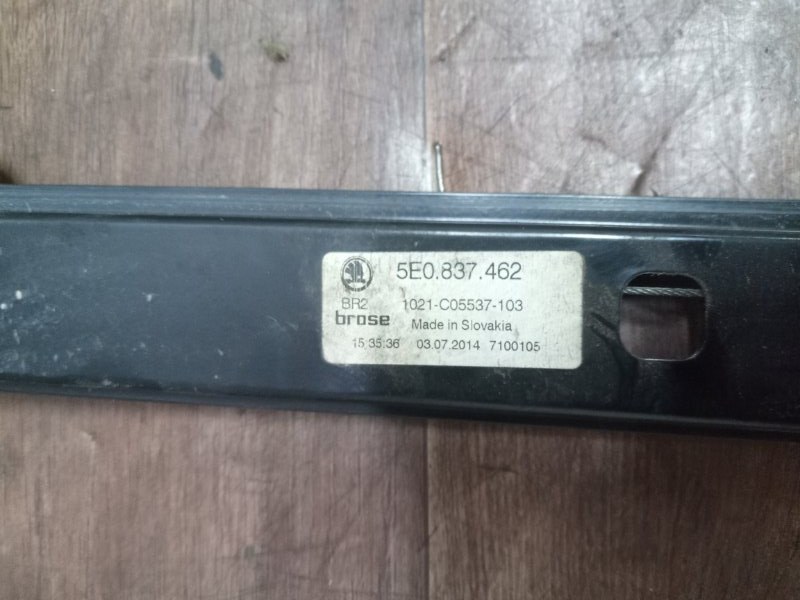 5E0.837.462
BR2 1021-C05537-103
brose Made in Slovakia
15:35:36 03.07.2014 7100105